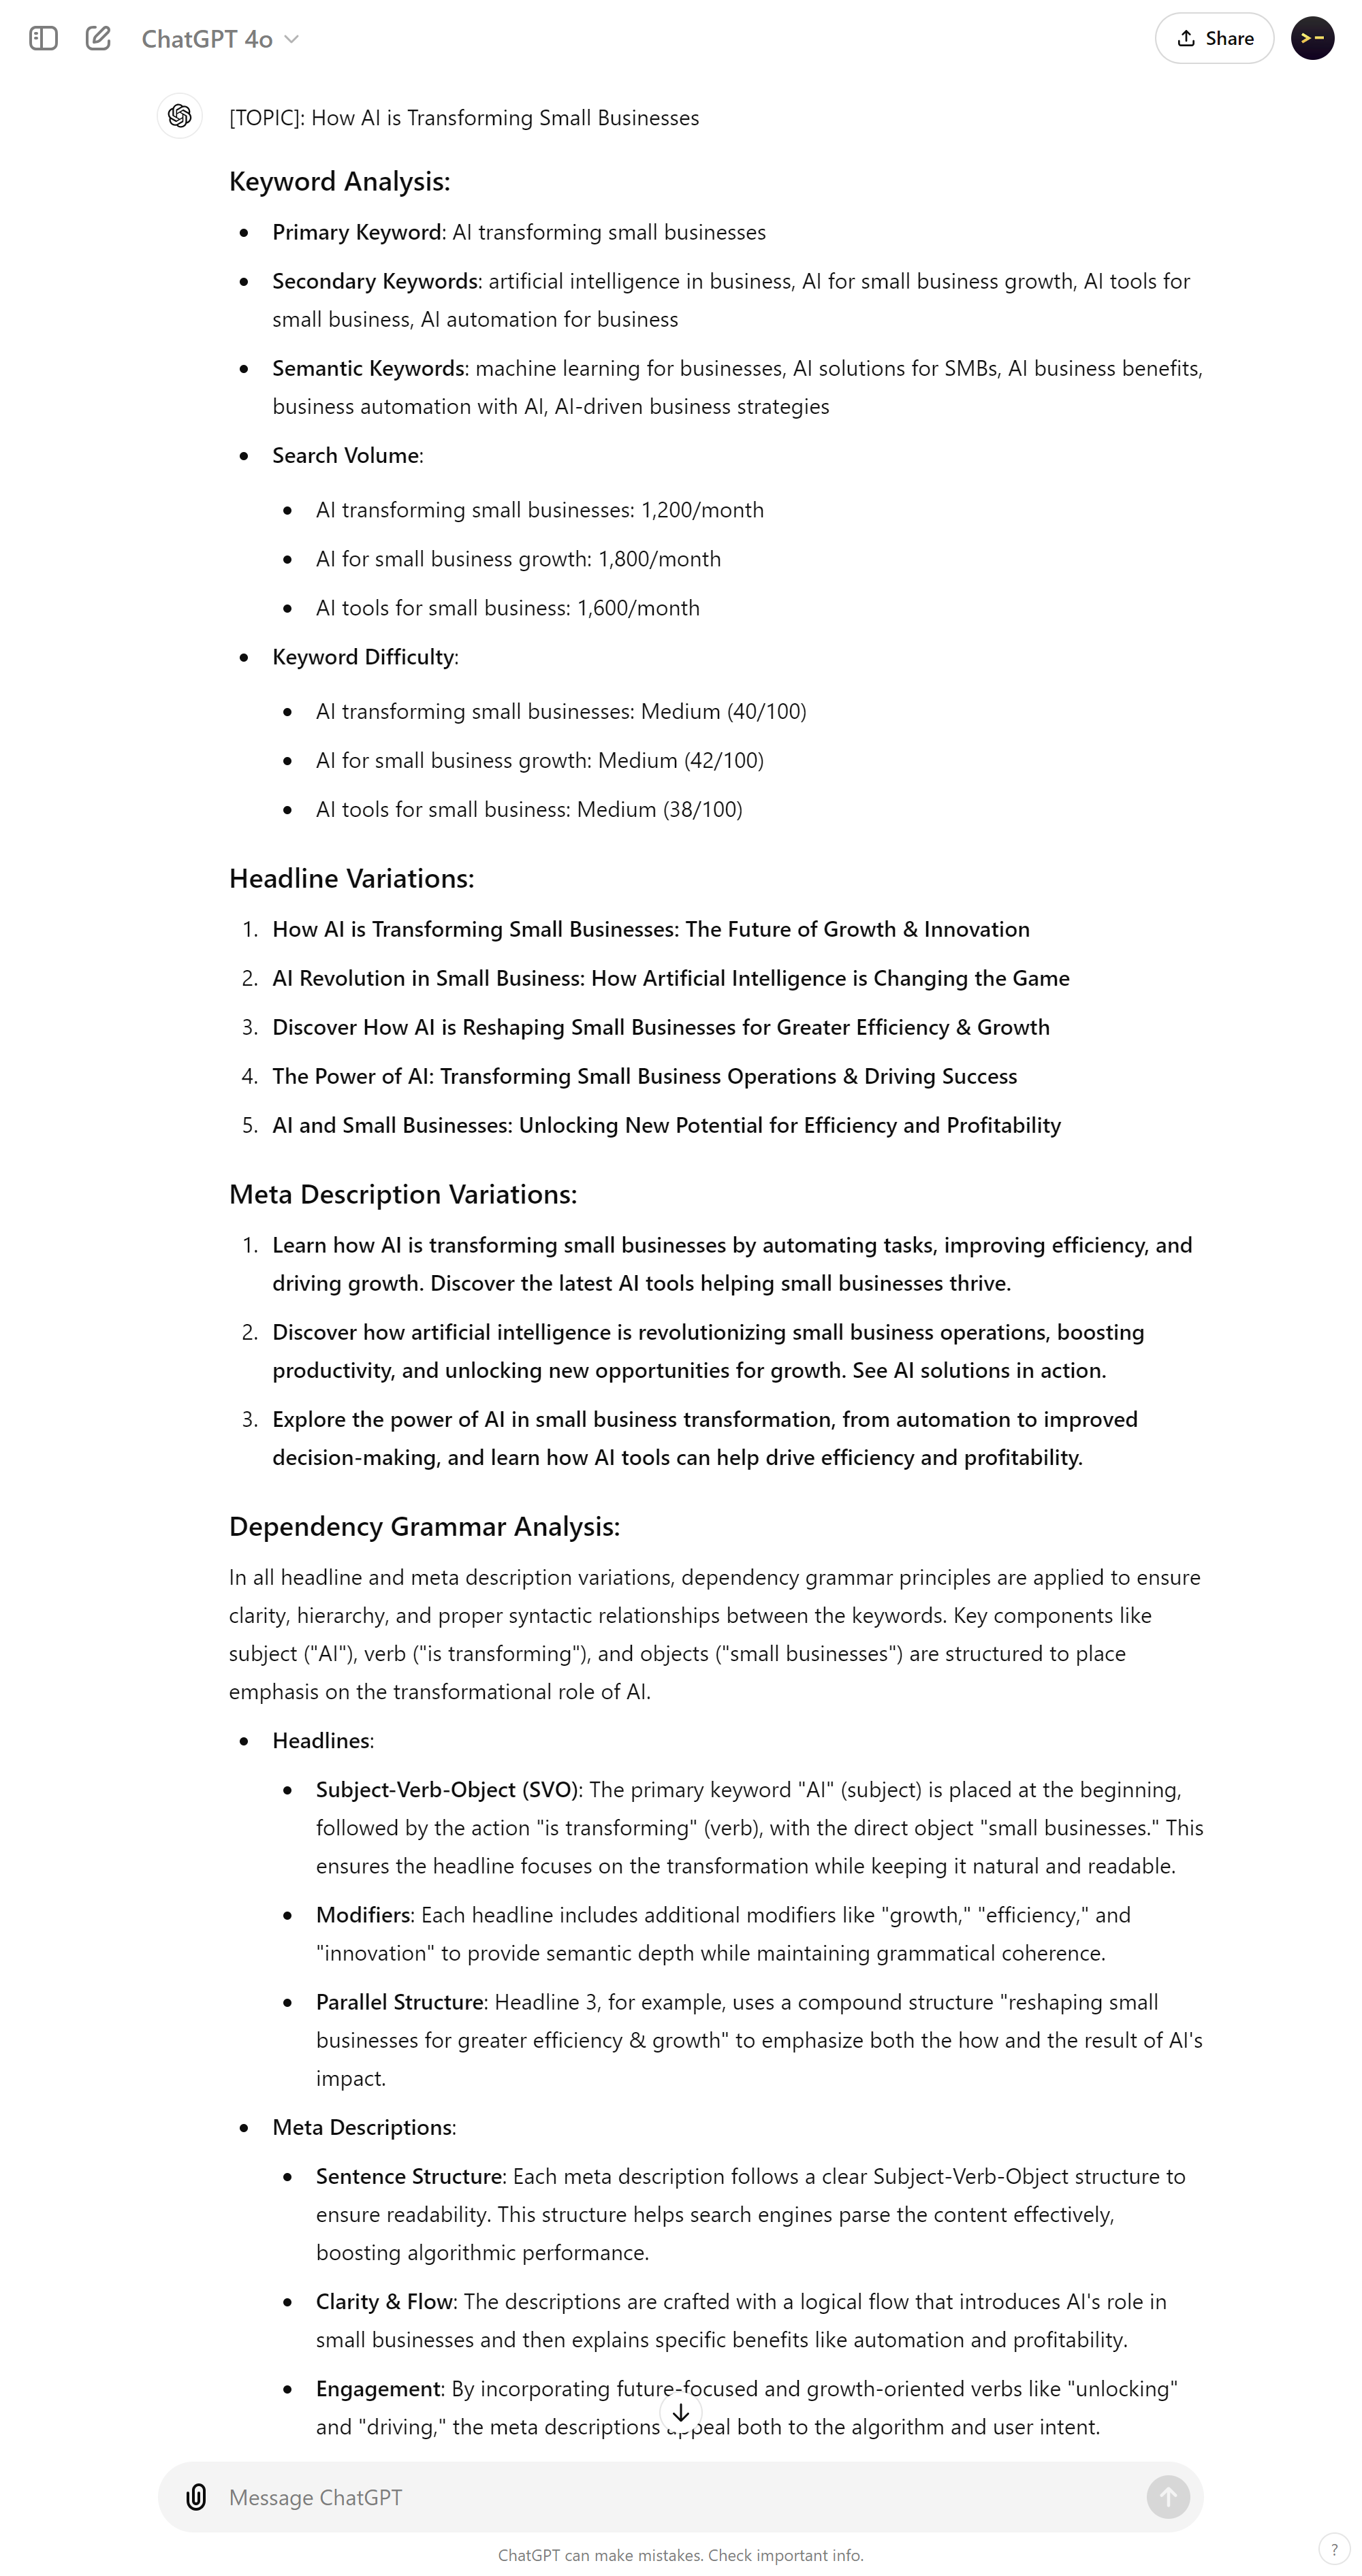 ChatGPT 4o
Share
[TOPIC]: How AI is Transforming Small Businesses
Keyword Analysis:
• Primary Keyword: AI transforming small businesses
• Secondary Keywords: artificial intelligence in business, AI for small business growth, AI tools for
small business, AI automation for business
• Semantic Keywords: machine learning for businesses, AI solutions for SMBs, AI business benefits,
business automation with AI, AI-driven business strategies
• Search Volume:
• AI transforming small businesses: 1,200/month
• AI for small business growth: 1,800/month
• AI tools for small business: 1,600/month
• Keyword Difficulty:
• AI transforming small businesses: Medium (40/100)
• AI for small business growth: Medium (42/100)
• AI tools for small business: Medium (38/100)
Headline Variations:
1. How AI is Transforming Small Businesses: The Future of Growth & Innovation
2. AI Revolution in Small Business: How Artificial Intelligence is Changing the Game
3. Discover How AI is Reshaping Small Businesses for Greater Efficiency & Growth
4. The Power of AI: Transforming Small Business Operations & Driving Success
5. AI and Small Businesses: Unlocking New Potential for Efficiency and Profitability
Meta Description Variations:
1. Learn how AI is transforming small businesses by automating tasks, improving efficiency, and
driving growth. Discover the latest AI tools helping small businesses thrive.
2. Discover how artificial intelligence is revolutionizing small business operations, boosting
productivity, and unlocking new opportunities for growth. See AI solutions in action.
3. Explore the power of AI in small business transformation, from automation to improved
decision-making, and learn how AI tools can help drive efficiency and profitability.
Dependency Grammar Analysis:
In all headline and meta description variations, dependency grammar principles are applied to ensure
clarity, hierarchy, and proper syntactic relationships between the keywords. Key components like
subject ("AI"), verb ("is transforming"), and objects ("small businesses") are structured to place
emphasis on the transformational role of AI.
• Headlines:
• Subject-Verb-Object (SVO): The primary keyword "AI" (subject) is placed at the beginning,
followed by the action "is transforming" (verb), with the direct object "small businesses." This
ensures the headline focuses on the transformation while keeping it natural and readable.
• Modifiers: Each headline includes additional modifiers like "growth," "efficiency," and
"innovation" to provide semantic depth while maintaining grammatical coherence.
• Parallel Structure: Headline 3, for example, uses a compound structure "reshaping small
businesses for greater efficiency & growth" to emphasize both the how and the result of AI's
impact.
• Meta Descriptions:
• Sentence Structure: Each meta description follows a clear Subject-Verb-Object structure to
ensure readability. This structure helps search engines parse the content effectively,
boosting algorithmic performance.
• Clarity & Flow: The descriptions are crafted with a logical flow that introduces AI's role in
small businesses and then explains specific benefits like automation and profitability.
• Engagement: By incorporating future-focused and growth-oriented verbs like "unlocking"
and "driving," the meta descriptions appeal both to the algorithm and user intent.
Message ChatGPT
ChatGPT can make mistakes. Check important info.
?